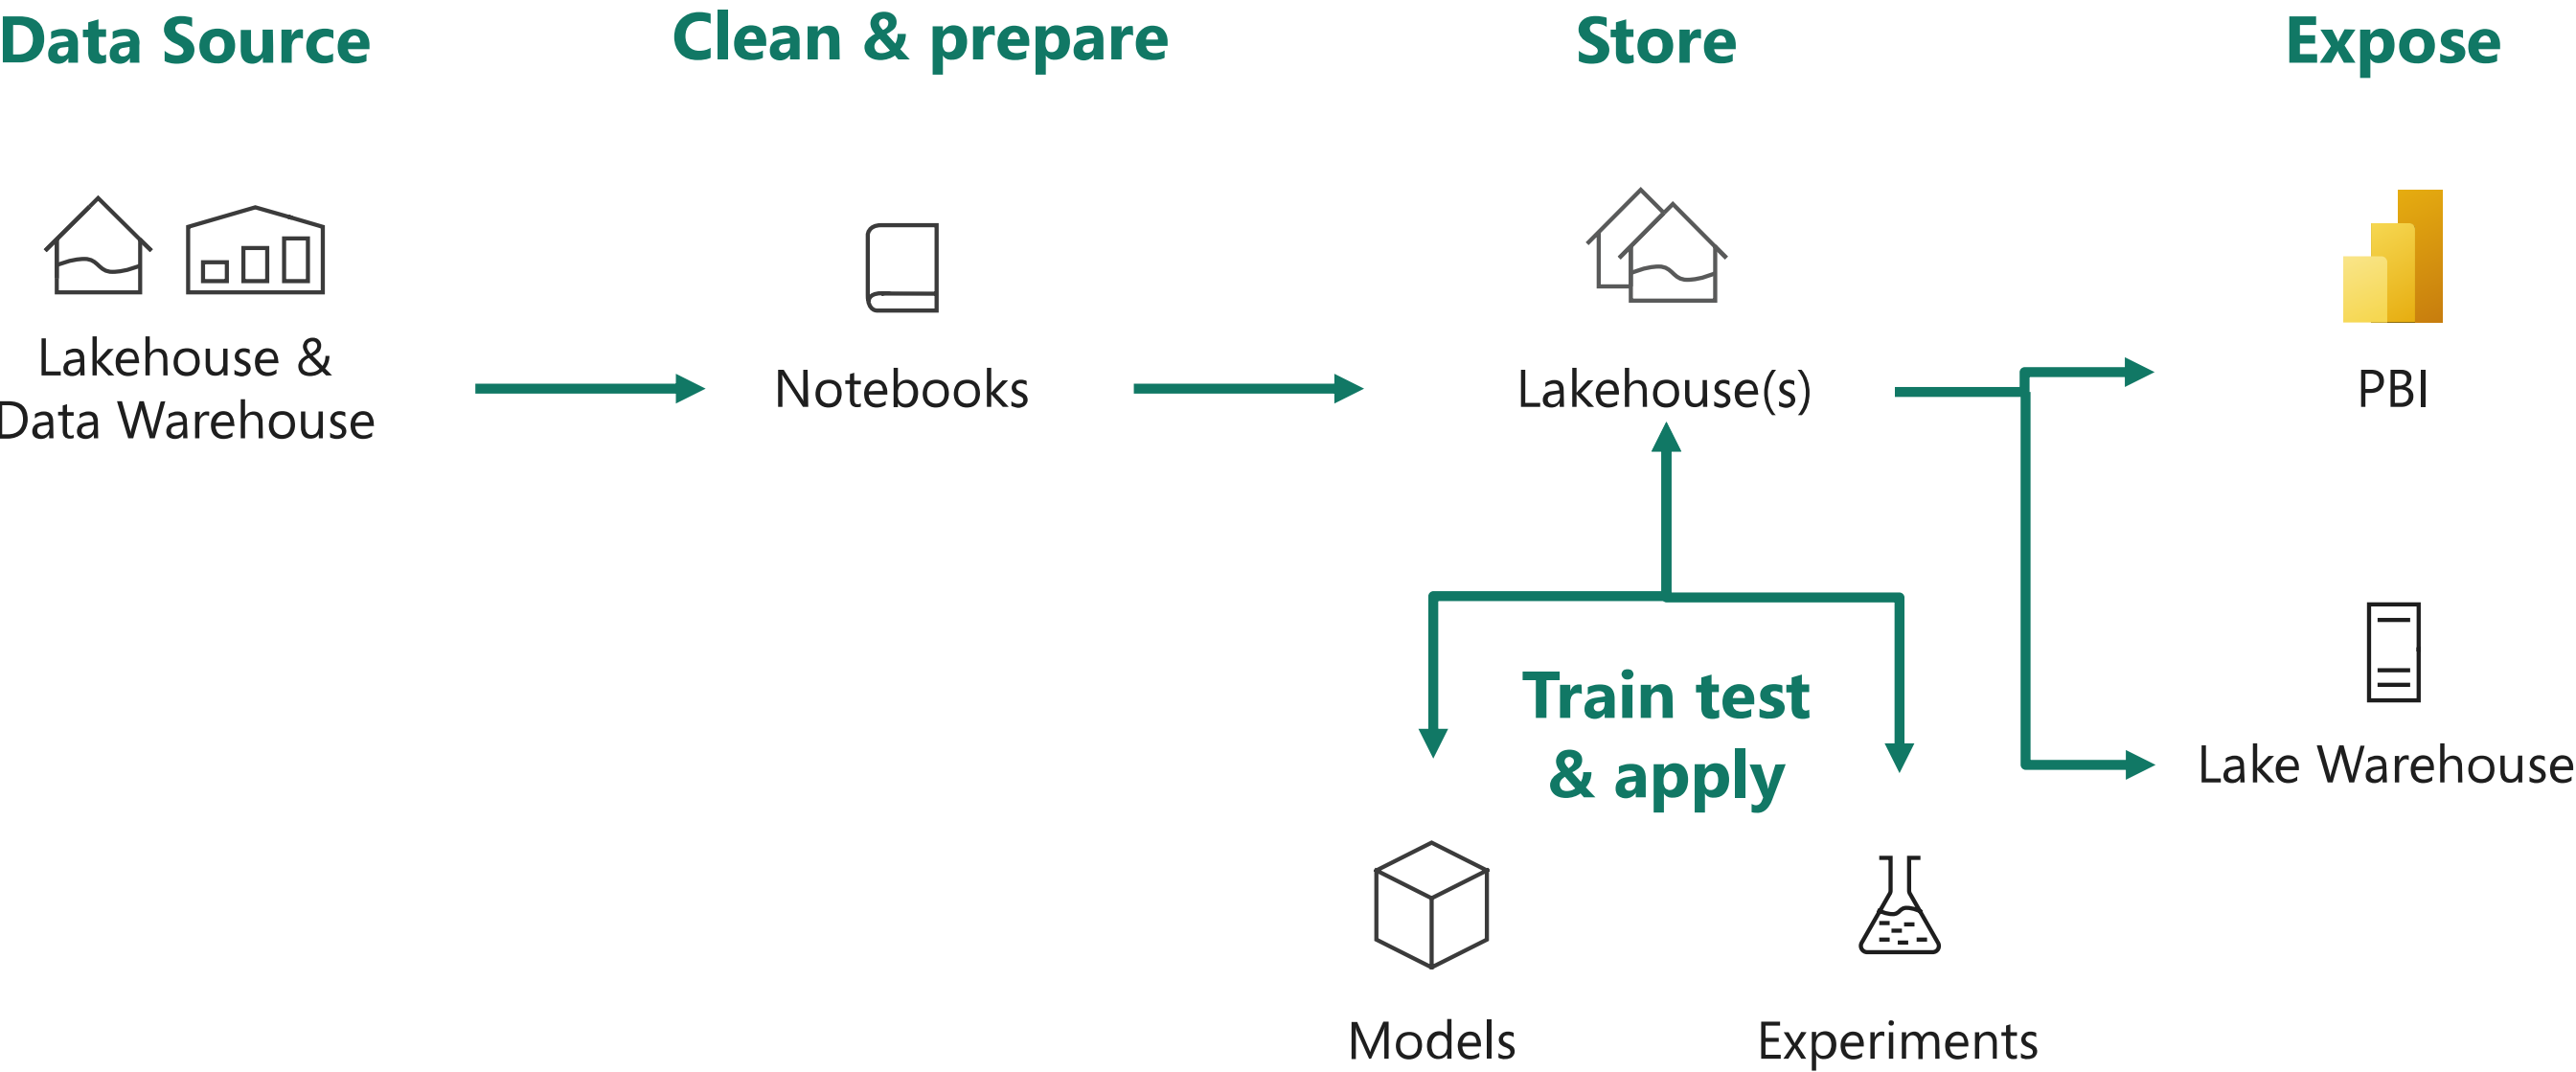 Data Source
Clean & prepare
Store
Expose
Lakehouse &
Data Warehouse
Notebooks
Lakehouse(s)
PBI
Train test
& apply
Lake Warehouse
Models
Experiments